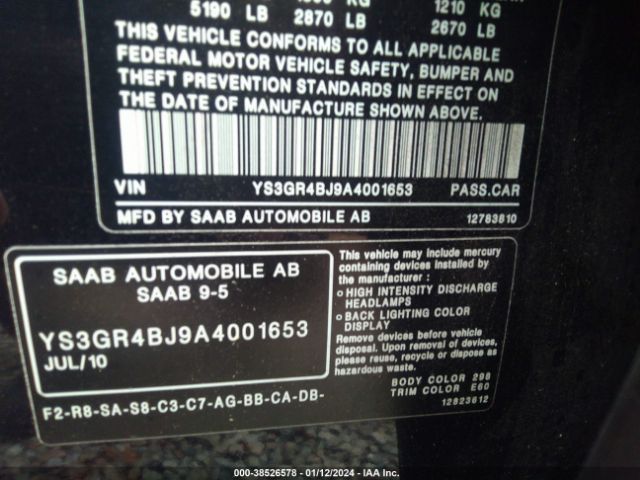 5190 LB 2870 LB 2670 LB
1210 KG
THIS VEHICLE CONFORMS TO ALL APPLICABLE
FEDERAL MOTOR VEHICLE SAFETY, BUMPER AND
THEFT PREVENTION STANDARDS IN EFFECT ON
THE DATE OF MANUFACTURE SHOWN ABOVE.
VIN YS3GR4BJ9A4001653 PASS.CAR
MFD BY SAAB AUTOMOBILE AB 12783810
SAAB AUTOMOBILE AB
SAAB 9-5
YS3GR4BJ9A4001653
JUL/10
F2-R8-SA-S8-C3-C7-AG-BB-CA-DB-
This vehicle may include mercury
containing devices installed by
the manufacturer :
HIGH INTENSITY DISCHARGE
HEADLAMPS
BACK LIGHTING COLOR
DISPLAY
Remove devices before vehicle
disposal. Upon removal of devices,
please reuse, recycle or dispose as
hazardous waste.
BODY COLOR 298
TRIM COLOR E60
12823612
000-38526578 - 01/12/2024 - IAA Inc.